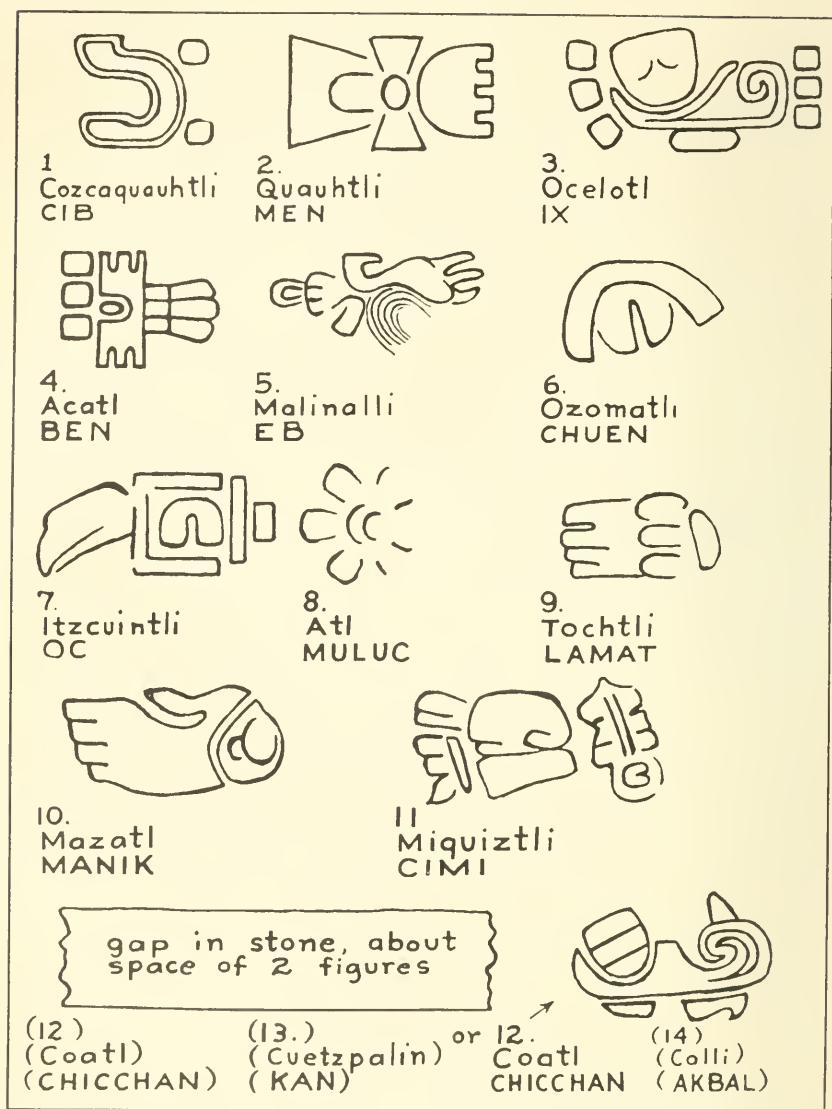 1
Cozcaquauhtli
CIB
2.
Quauhtli
MEN
3.
Ocelotl
IX
4.
Acatl
BEN
5.
Malinalli
EB
6.
Ozomatli
CHUEN
7.
Itzcuintli
OC
8.
Atl
MULUC
9.
Tochtli
LAMAT
10.
Mazatl
MANIK
11
Miquiztli
CIMI
gap in stone, about
space of 2 figures
(12)
(Coatl)
(CHICCHAN)
(13.)
(Cuetzpalin)
(KAN)
or 12.
Coatl
CHICCHAN
(14)
(Colli)
(AKBAL)